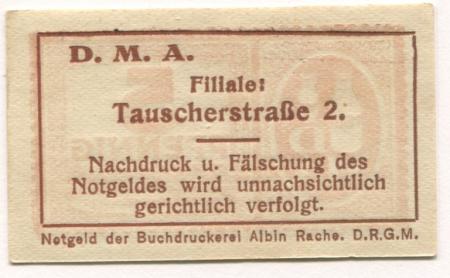 D. M. A.
Filiale:
Tauscherstraße 2.
Nachdruck u. Fälschung des
Notgeldes wird unnachsichtlich
gerichtlich verfolgt.
Notgeld der Buchdruckerei Albin Rache. D.R.G.M.